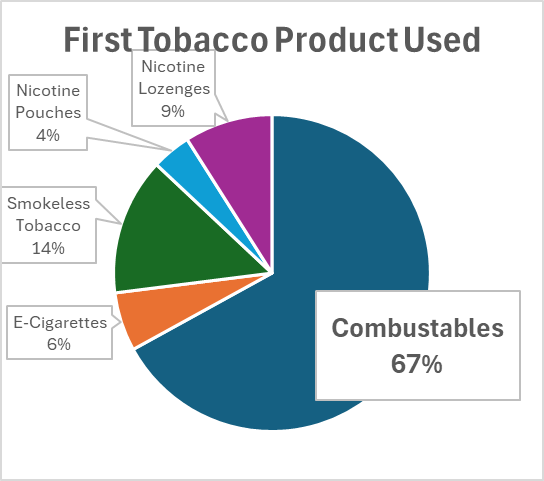 First Tobacco Product Used
Nicotine
Lozenges
9%
Nicotine
Pouches
4%
Smokeless
Tobacco
14%
E-Cigarettes
6%
Combustables
67%